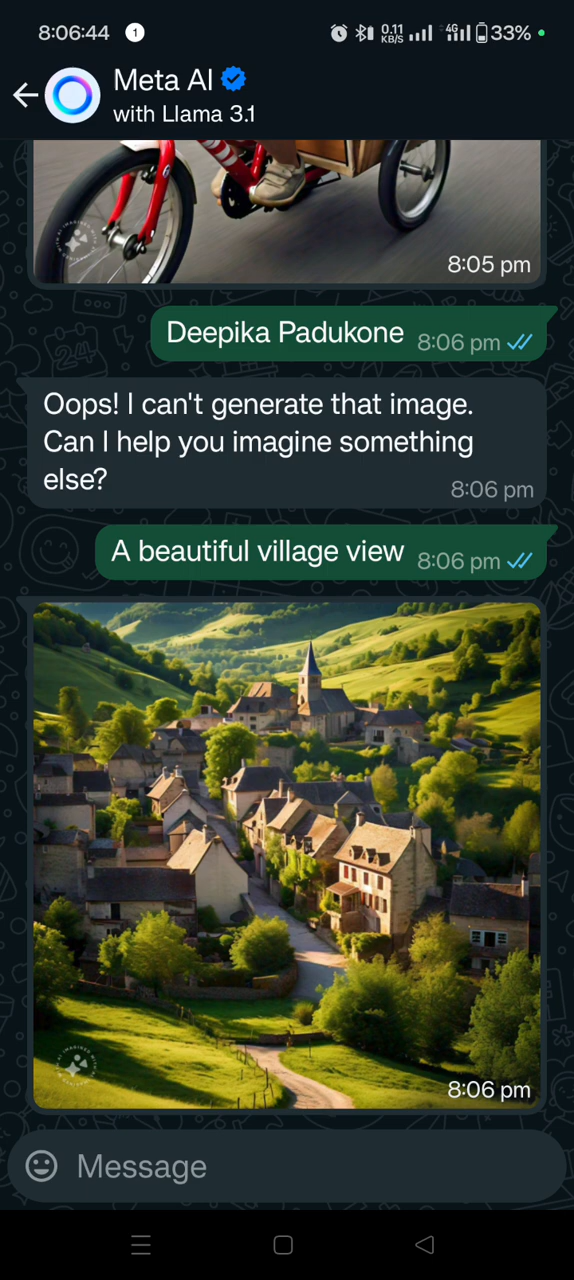 8:06:44 1 0.11 KB/S 4G 33%
Meta AI
with Llama 3.1
8:05 pm
Deepika Padukone 8:06 pm
Oops! I can't generate that image.
Can I help you imagine something
else? 8:06 pm
A beautiful village view 8:06 pm
8:06 pm
Message